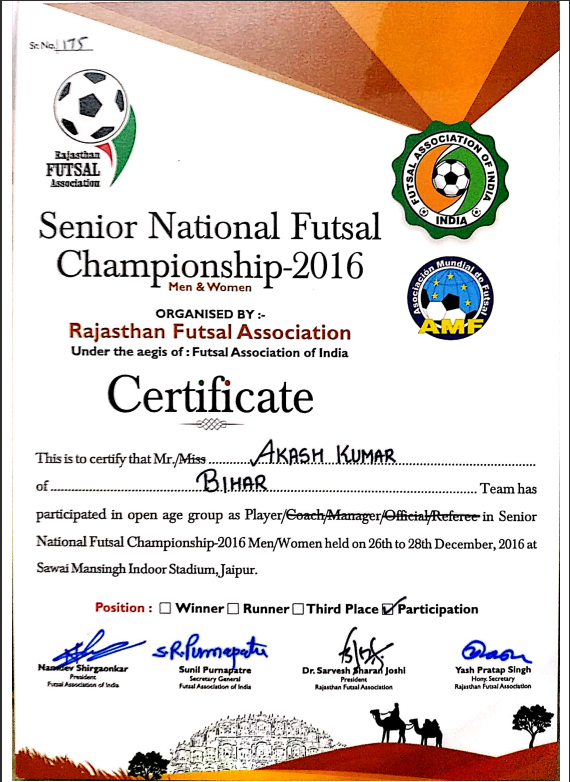 Sr. No. 175
Rajasthan
FUTSAL
Association
FUTSAL ASSOCIATION OF INDIA
INDIA
Senior National Futsal
Championship-2016
Men & Women
Asociación Mundial de Futsal
AMF
ORGANISED BY :-
Rajasthan Futsal Association
Under the aegis of : Futsal Association of India
Certificate
This is to certify that Mr./Miss AKASH KUMAR
of BIHAR Team has
participated in open age group as Player/Coach/Manager/Official/Referee in Senior
National Futsal Championship-2016 Men/Women held on 26th to 28th December, 2016 at
Sawai Mansingh Indoor Stadium, Jaipur.
Position : Winner Runner Third Place Participation
S.R. Purnapatre
Namdev Shirgaonkar Sunil Purnapatre Dr. Sarvesh Sharan Joshi Yash Pratap Singh
President Secretary General President Hony. Secretary
Futsal Association of India Futsal Association of India Rajasthan Futsal Association Rajasthan Futsal Association